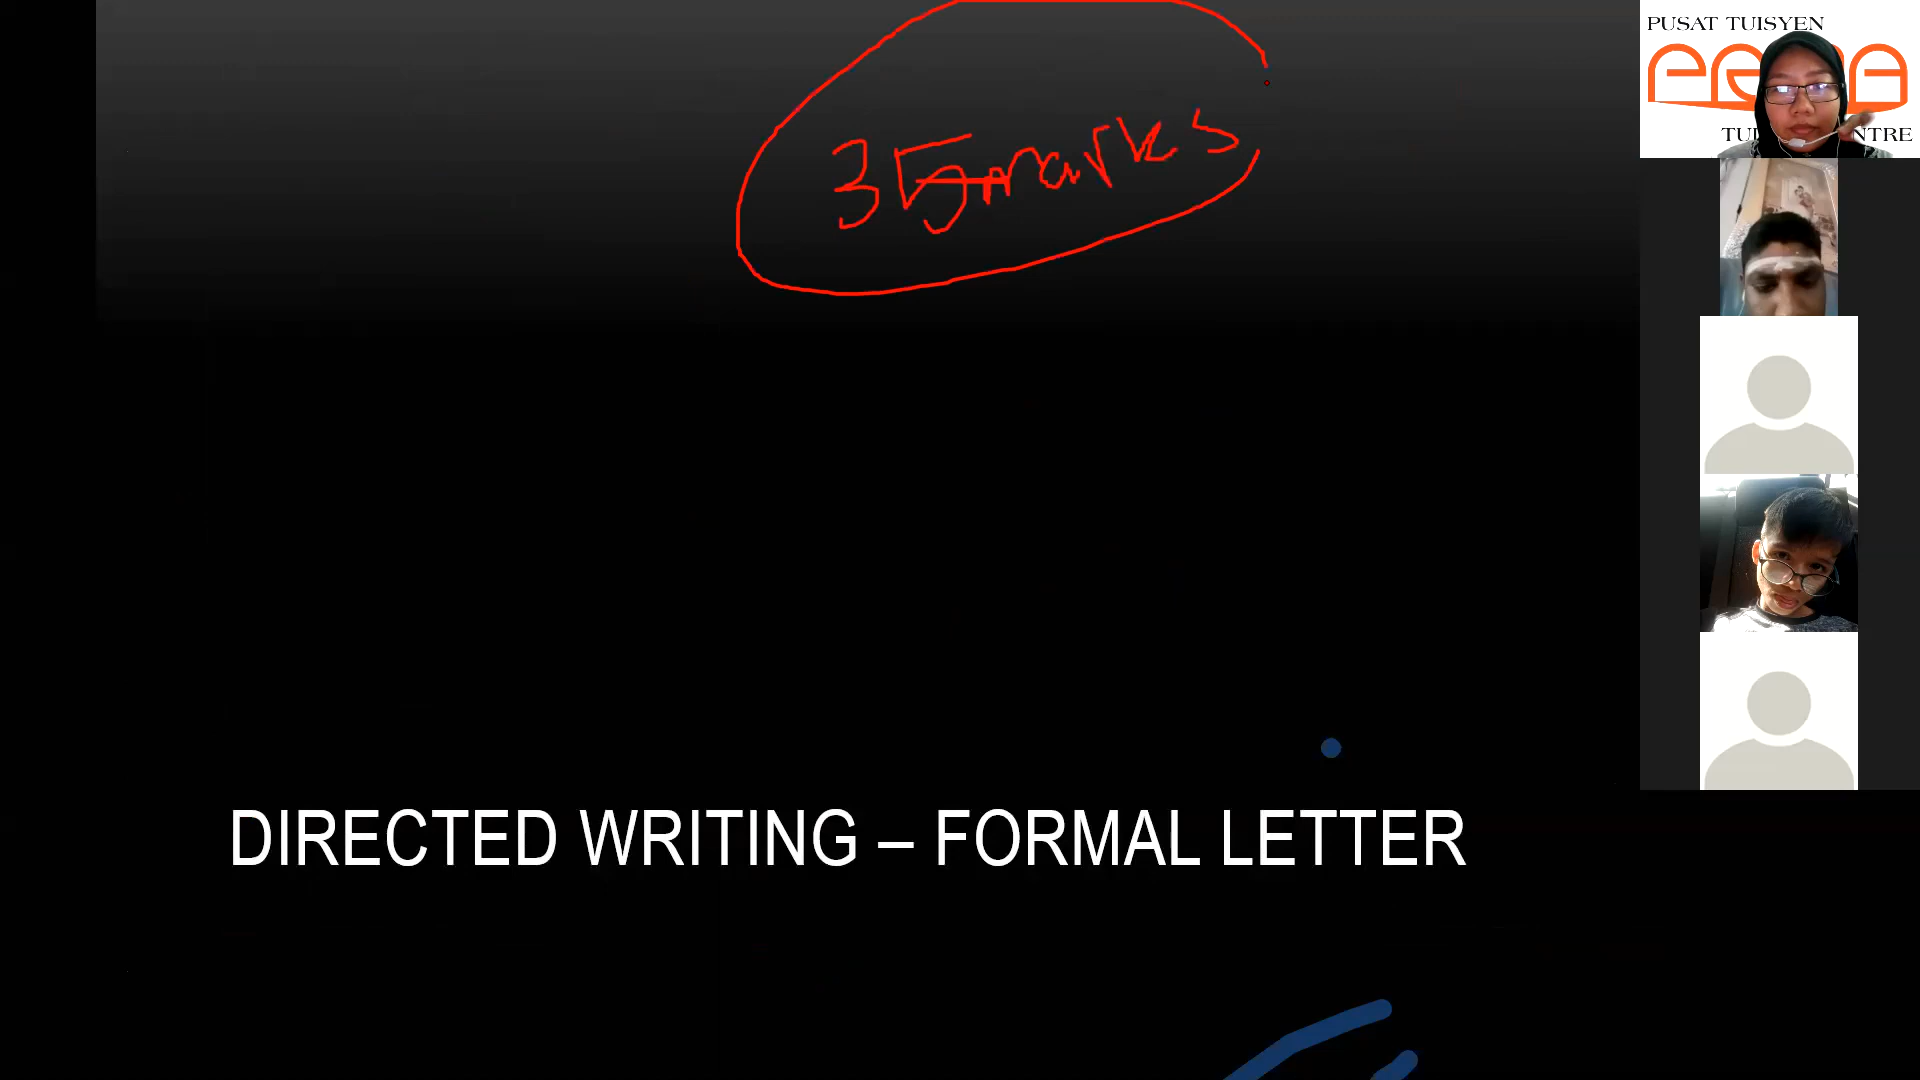 35 marks
DIRECTED WRITING – FORMAL LETTER
PUSAT TUISYEN